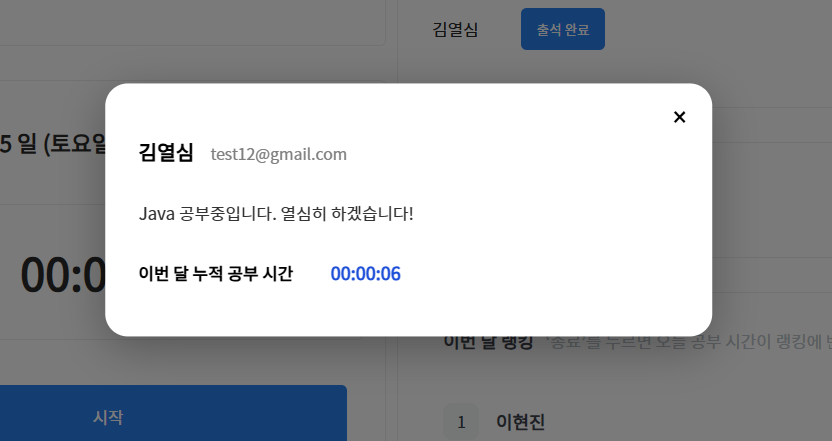 김열심 출석 완료
5 일 (토요일
김열심 test12@gmail.com
Java 공부중입니다. 열심히 하겠습니다!
00:0
이번 달 누적 공부 시간 00:00:06
이번 달 랭킹 '종료'를 누르면 오늘 공부 시간이 랭킹에
시작
1 이현진